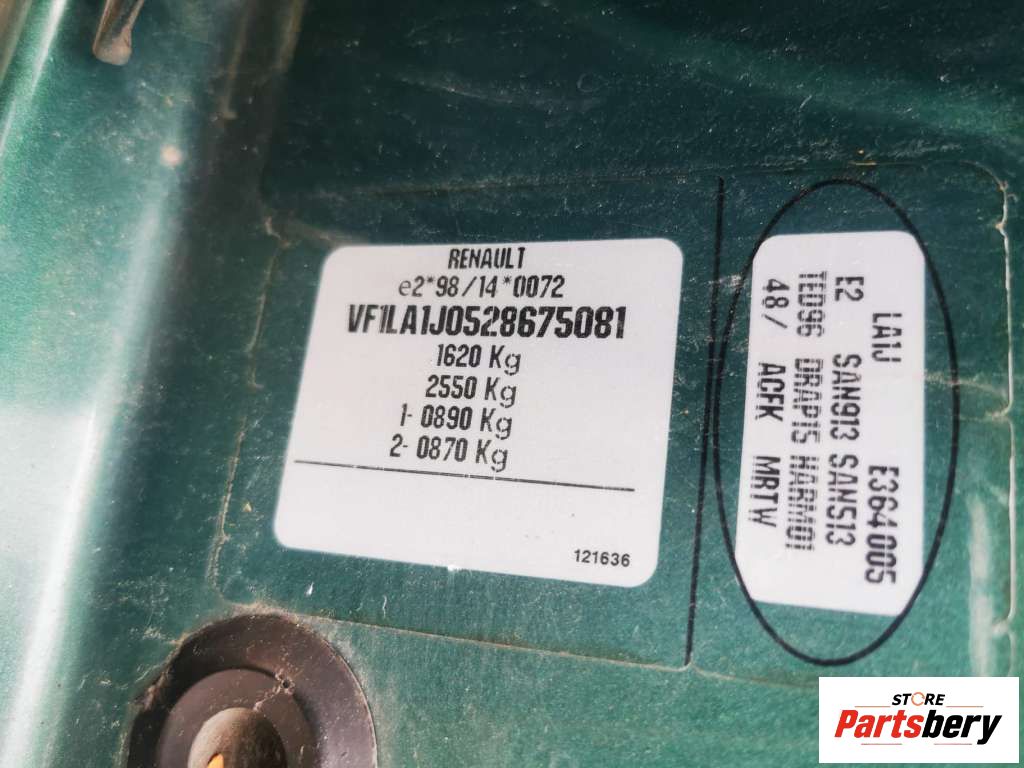 RENAULT
e2*98/14*0072
VF1LA1J0528675081
1620 Kg
2550 Kg
1- 0890 Kg
2- 0870 Kg
121636
LA1J E364005
E2 SAN913 SAN513
TED96 DRAP15 HARM01
48/ ACFK MRTW
STORE
Partsbery